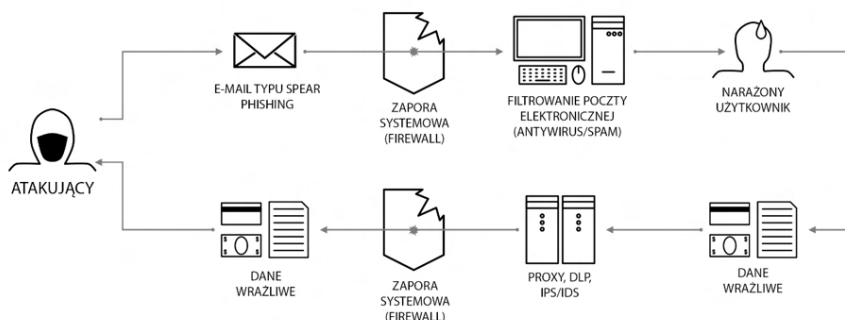 E-MAIL TYPU SPEAR
PHISHING
ZAPORA
SYSTEMOWA
(FIREWALL)
FILTROWANIE POCZTY
ELEKTRONICZNEJ
(ANTYWIRUS/SPAM)
NARAŻONY
UŻYTKOWNIK
ATAKUJĄCY
DANE
WRAŻLIWE
ZAPORA
SYSTEMOWA
(FIREWALL)
PROXY, DLP,
IPS/IDS
DANE
WRAŻLIWE